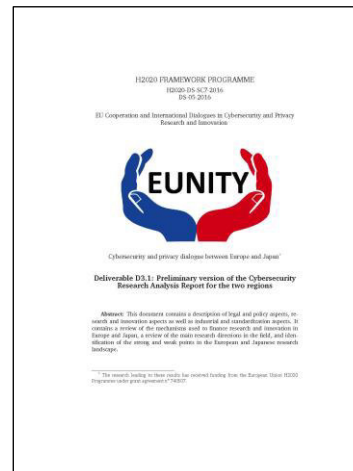 H2020 FRAMEWORK PROGRAMME
H2020-DS-SC7-2016
DS-05-2016
EU Cooperation and International Dialogues in Cybersecurity and Privacy
Research and Innovation
EUNITY
Cybersecurity and privacy dialogue between Europe and Japan*
Deliverable D3.1: Preliminary version of the Cybersecurity
Research Analysis Report for the two regions
Abstract: This document contains a description of legal and policy aspects, re-
search and innovation aspects as well as industrial and standardization aspects. It
contains a review of the mechanisms used to finance research and innovation in
Europe and Japan, a review of the main research directions in the field, and iden-
tification of the strong and weak points in the European and Japanese research
landscape.
* The research leading to these results has received funding from the European Union H2020
Programme under grant agreement n° 740507.